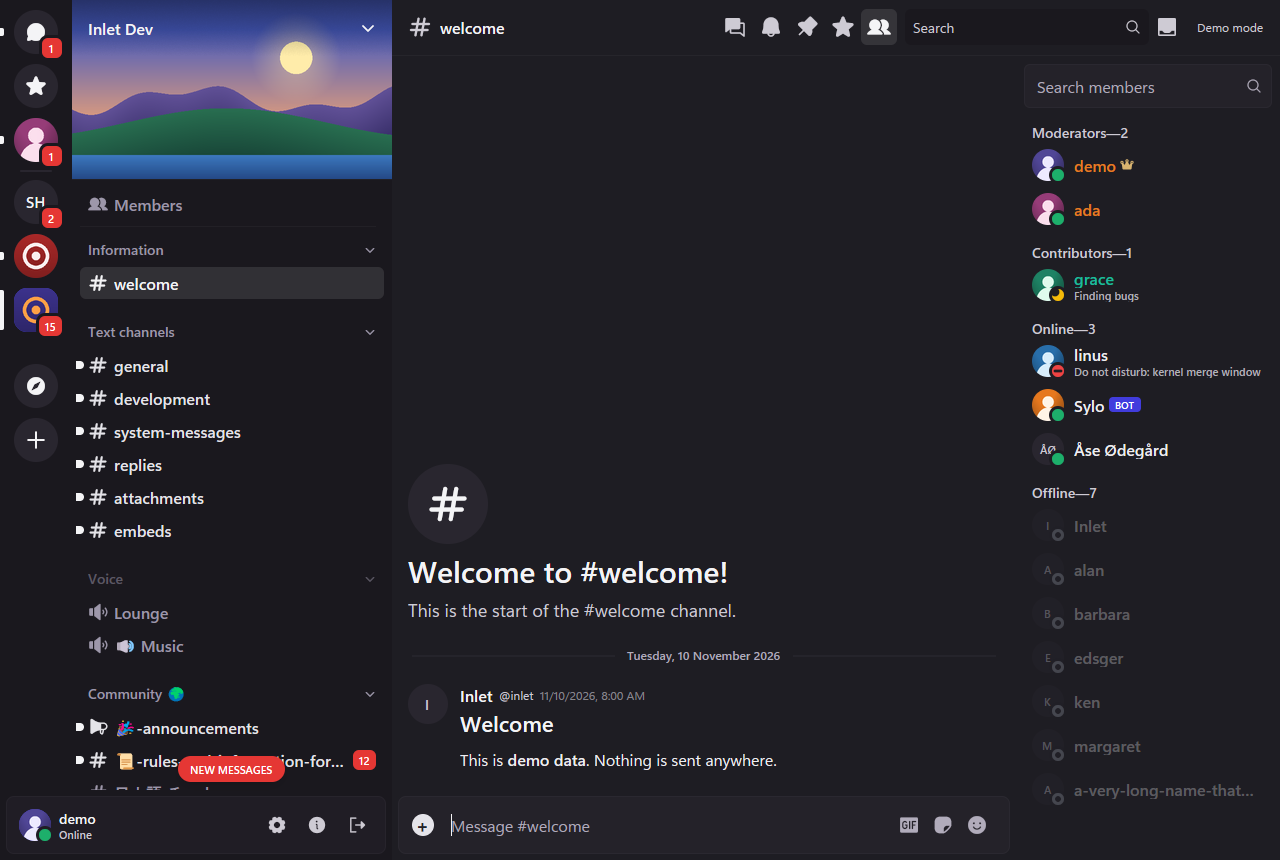 1
1
SH
2
15
Inlet Dev
Members
Information
welcome
Text channels
general
development
system-messages
replies
attachments
embeds
Voice
Lounge
Music
Community 🌍
🎉-announcements
📜-rules
ion-for...
12
NEW MESSAGES
demo
Online
welcome
Search
Demo mode
Welcome to #welcome!
This is the start of the #welcome channel.
Tuesday, 10 November 2026
I
Inlet @inlet 11/10/2026, 8:00 AM
Welcome
This is demo data. Nothing is sent anywhere.
Message #welcome
GIF
Search members
Moderators—2
demo
ada
Contributors—1
grace
Finding bugs
Online—3
linus
Do not disturb: kernel merge window
Sylo BOT
ÅØ
Åse Ødegård
Offline—7
I
Inlet
A
alan
B
barbara
E
edsger
K
ken
M
margaret
A
a-very-long-name-that...